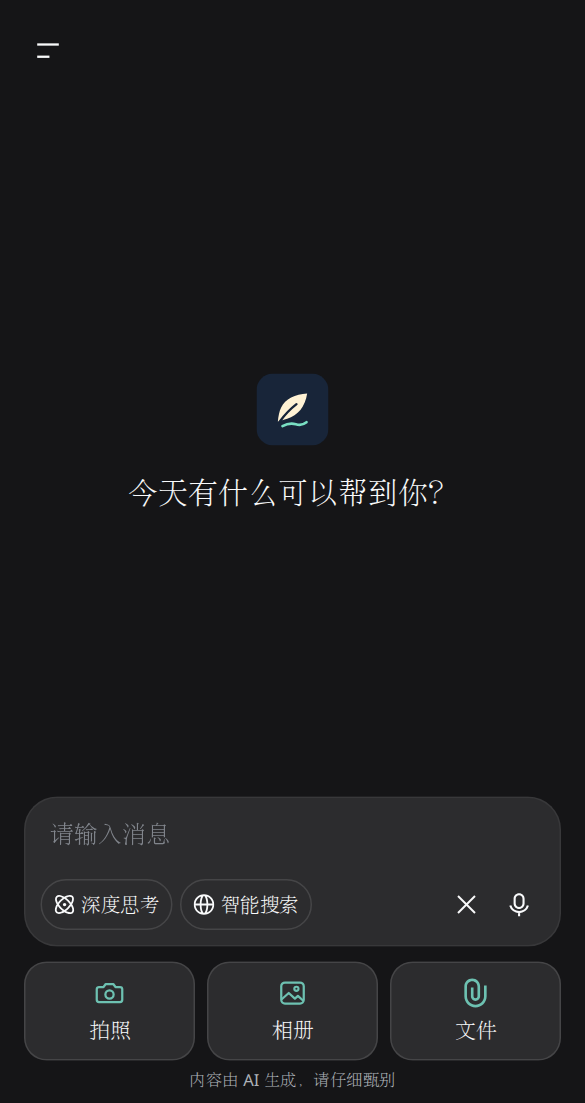 今天有什么可以帮到你？
请输入消息
深度思考 智能搜索
拍照 相册 文件
内容由 AI 生成，请仔细甄别